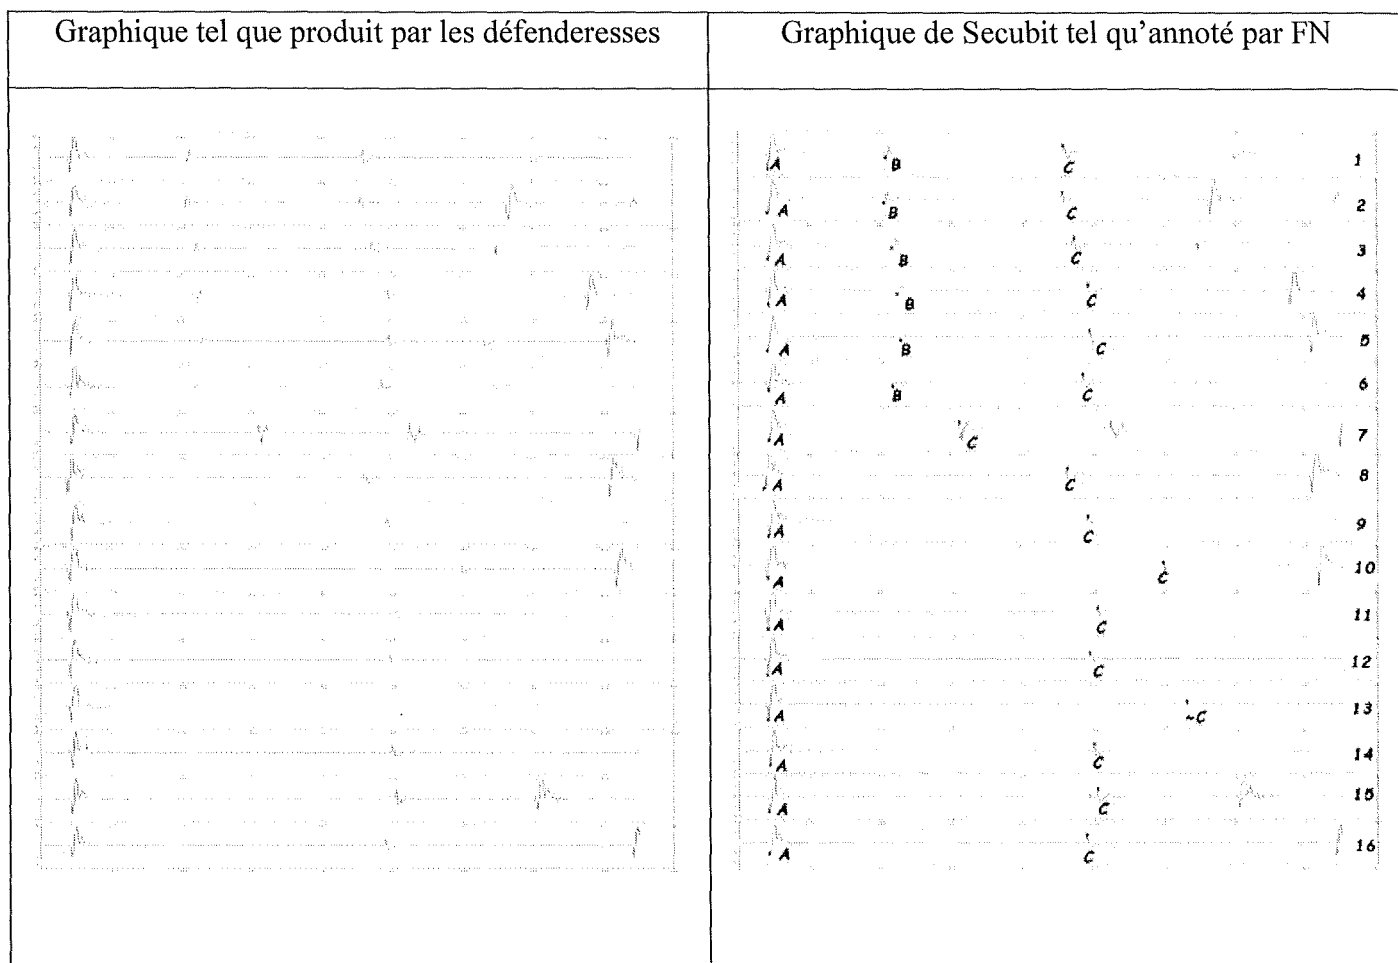 Graphique tel que produit par les défenderesses
Graphique de Secubit tel qu'annoté par FN
A B C 1
A B C 2
A B C 3
A B C 4
A B C 5
A B C 6
A C 7
A C 8
A C 9
A C 10
A C 11
A C 12
A ~C 13
A C 14
A C 15
A C 16